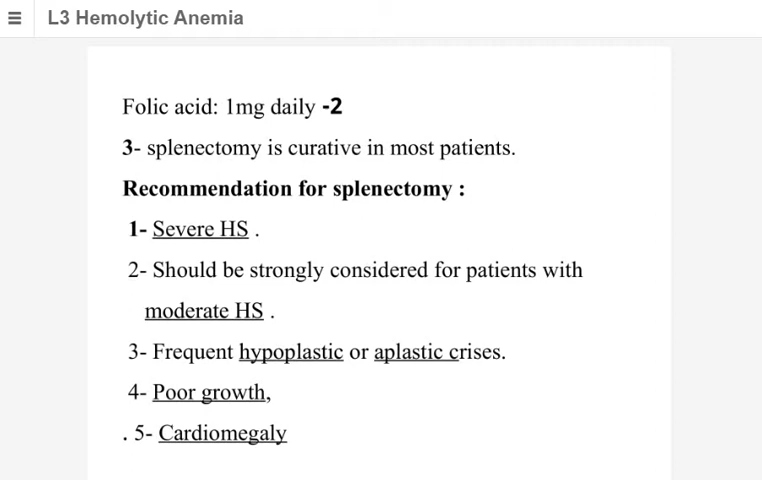 L3 Hemolytic Anemia
Folic acid: 1mg daily -2
3- splenectomy is curative in most patients.
Recommendation for splenectomy :
1- Severe HS .
2- Should be strongly considered for patients with
moderate HS .
3- Frequent hypoplastic or aplastic crises.
4- Poor growth,
. 5- Cardiomegaly